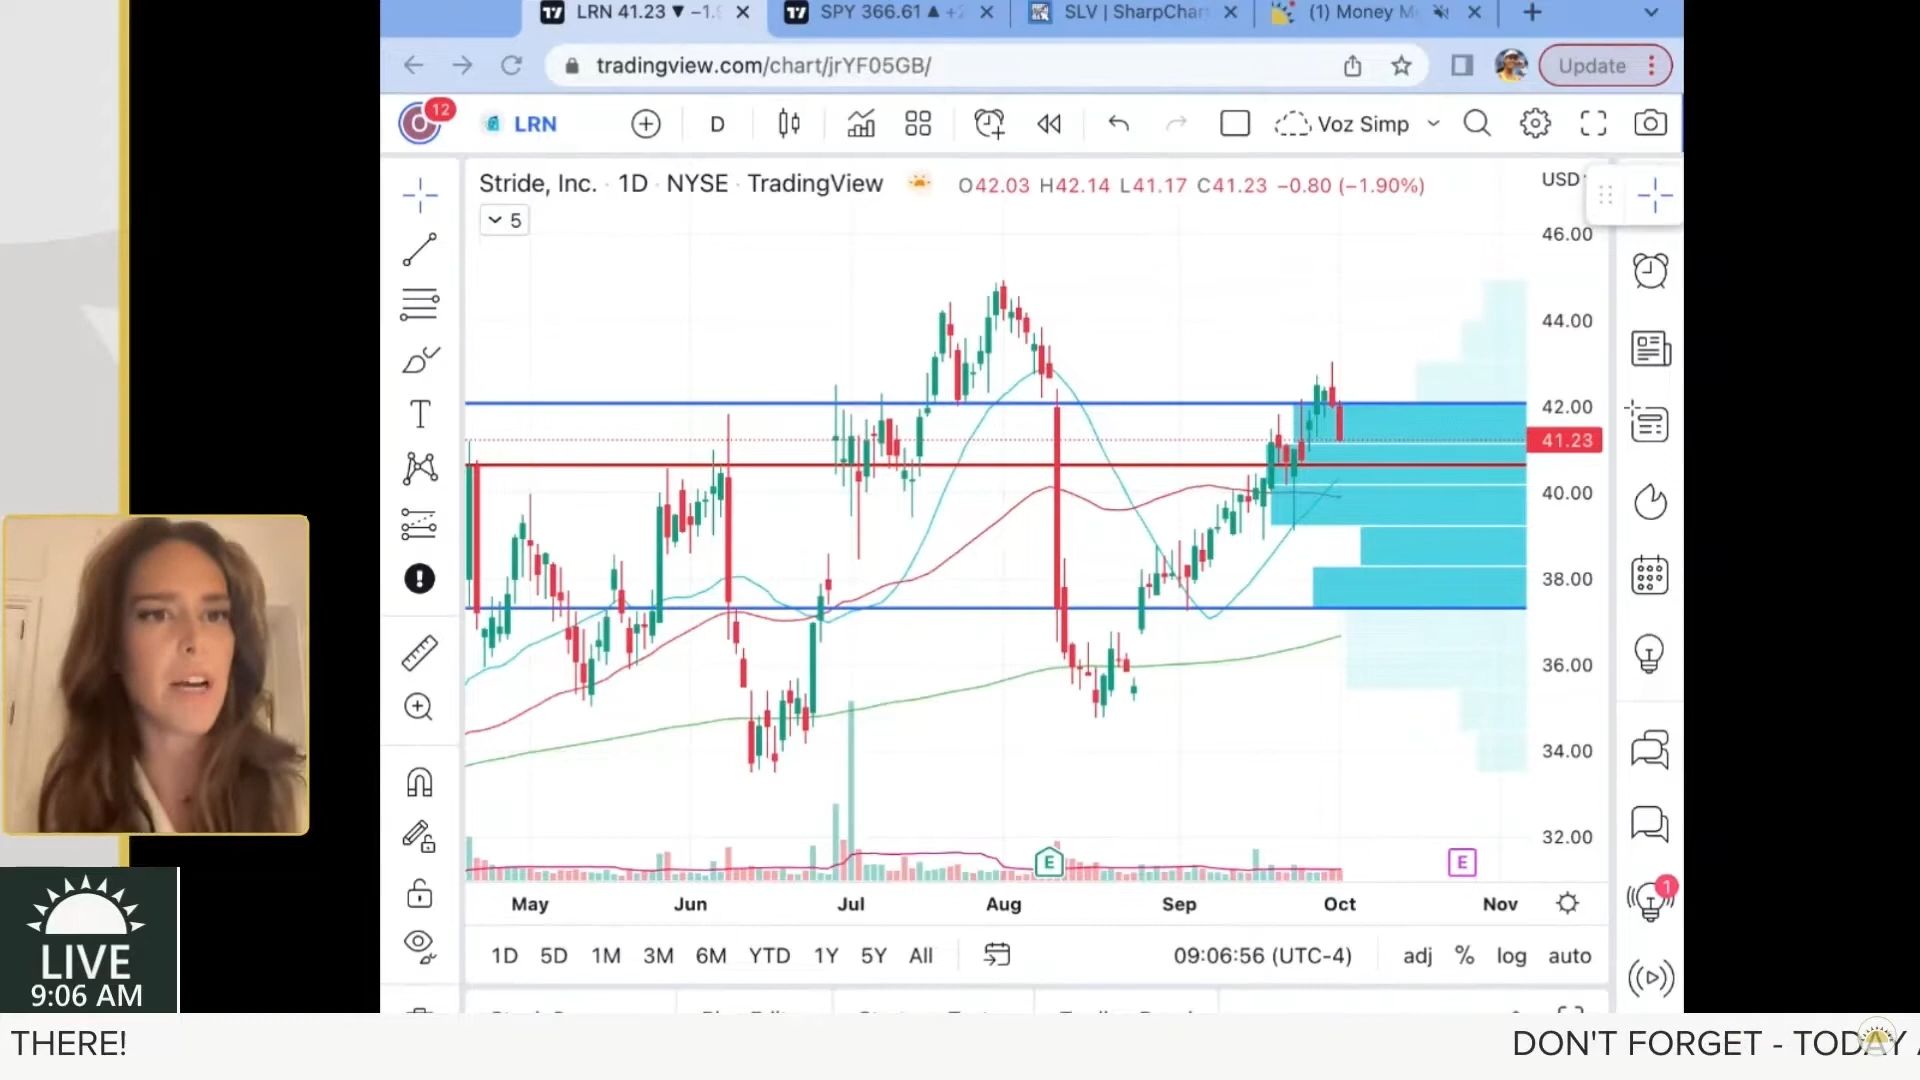 LRN 41.23 ▼ −1.
SPY 366.61 ▲ +
SLV | SharpChar
(1) Money M
tradingview.com/chart/jrYF05GB/
Update
12
LRN
D
Voz Simp
Stride, Inc. · 1D · NYSE · TradingView
O42.03 H42.14 L41.17 C41.23 −0.80 (−1.90%)
USD
5
46.00
44.00
42.00
41.23
40.00
38.00
36.00
34.00
32.00
E
E
1
May Jun Jul Aug Sep Oct Nov
1D 5D 1M 3M 6M YTD 1Y 5Y All
09:06:56 (UTC-4)
adj % log auto
LIVE
9:06 AM
THERE!
DON'T FORGET - TODAY